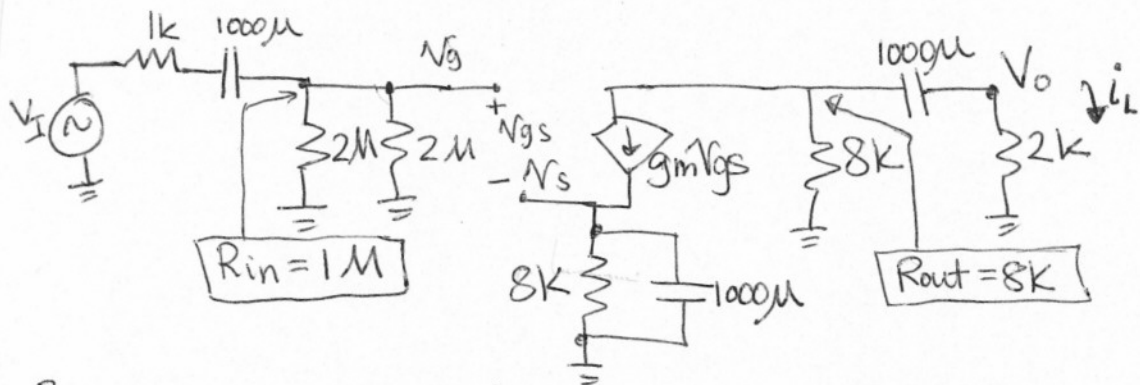 1k 1000µ Vg 1000µ Vo iL
VI + Vgs
2M 2M gmVgs 8K 2K
- Vs
Rin = 1M 8K 1000µ Rout = 8K